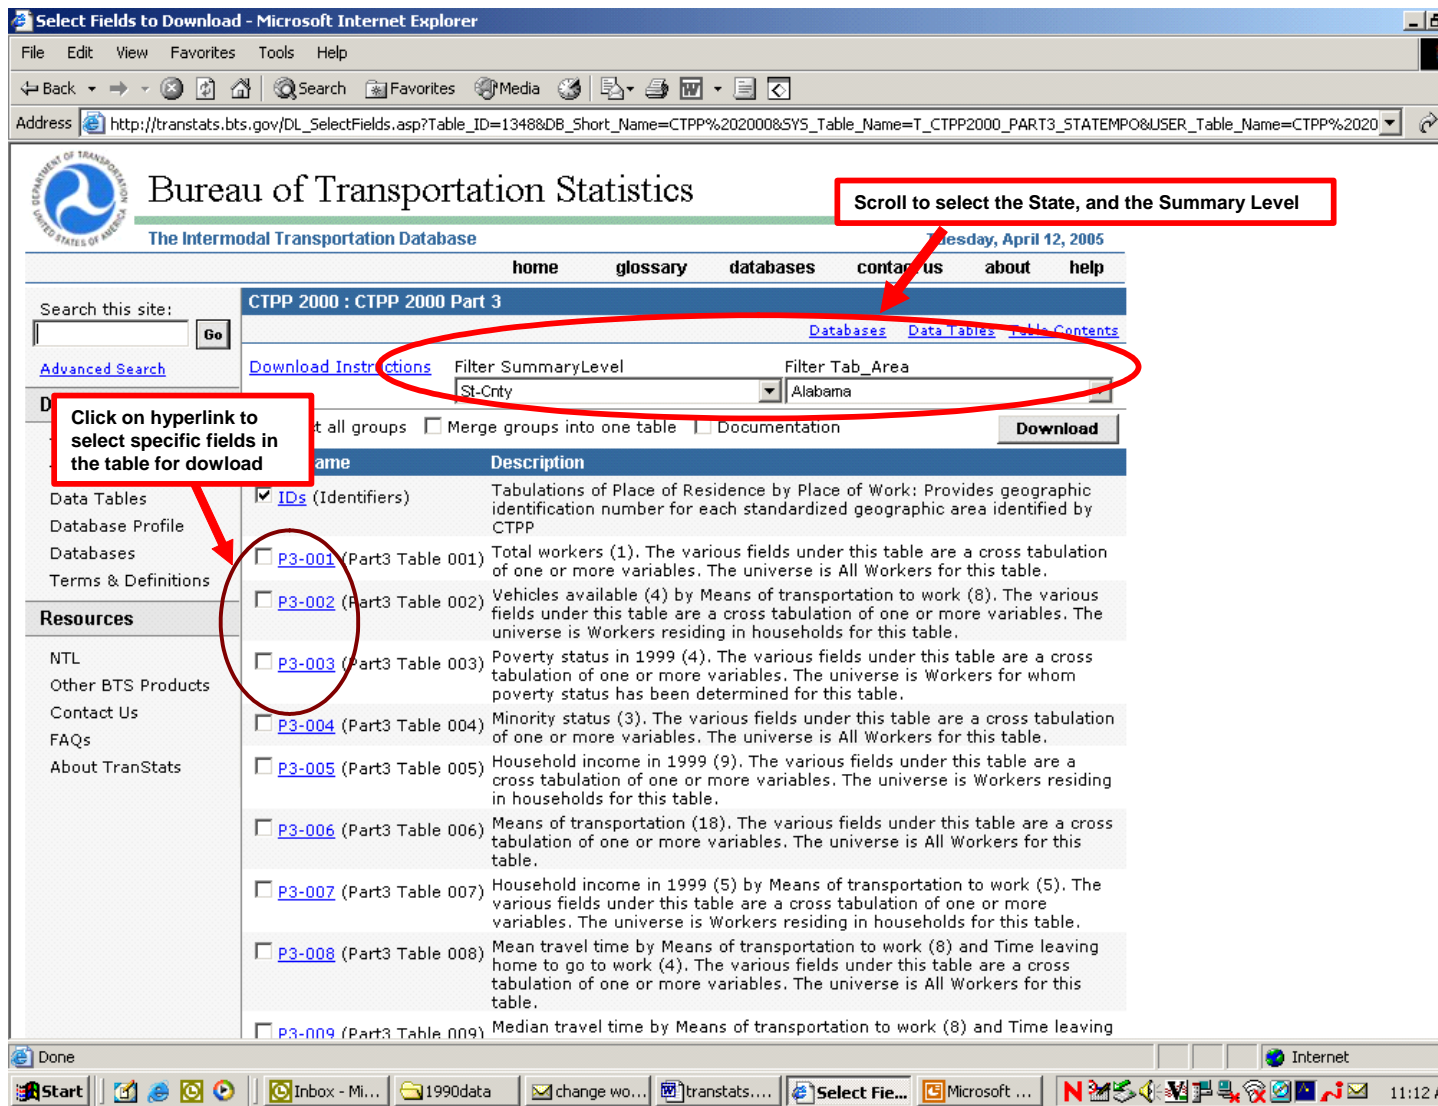 Select Fields to Download - Microsoft Internet Explorer
File Edit View Favorites Tools Help
Back Search Favorites Media
Address http://transtats.bts.gov/DL_SelectFields.asp?Table_ID=1348&DB_Short_Name=CTPP%202000&SYS_Table_Name=T_CTPP2000_PART3_STATEMPO&USER_Table_Name=CTPP%2020
DEPARTMENT OF TRANSPORTATION
UNITED STATES OF AMERICA
Bureau of Transportation Statistics
Scroll to select the State, and the Summary Level
The Intermodal Transportation Database
Tuesday, April 12, 2005
home glossary databases contact us about help
Search this site:
Go
Advanced Search
CTPP 2000 : CTPP 2000 Part 3
Databases Data Tables Table Contents
Download Instructions Filter SummaryLevel Filter Tab_Area
St-Cnty Alabama
D
Click on hyperlink to
select specific fields in
the table for dowload
t all groups Merge groups into one table Documentation Download
ame Description
Data Tables
Database Profile
Databases
Terms & Definitions
Resources
NTL
Other BTS Products
Contact Us
FAQs
About TranStats
IDs (Identifiers) Tabulations of Place of Residence by Place of Work: Provides geographic
identification number for each standardized geographic area identified by
CTPP
P3-001 (Part3 Table 001) Total workers (1). The various fields under this table are a cross tabulation
of one or more variables. The universe is All Workers for this table.
P3-002 (Part3 Table 002) Vehicles available (4) by Means of transportation to work (8). The various
fields under this table are a cross tabulation of one or more variables. The
universe is Workers residing in households for this table.
P3-003 (Part3 Table 003) Poverty status in 1999 (4). The various fields under this table are a cross
tabulation of one or more variables. The universe is Workers for whom
poverty status has been determined for this table.
P3-004 (Part3 Table 004) Minority status (3). The various fields under this table are a cross tabulation
of one or more variables. The universe is All Workers for this table.
P3-005 (Part3 Table 005) Household income in 1999 (9). The various fields under this table are a
cross tabulation of one or more variables. The universe is Workers residing
in households for this table.
P3-006 (Part3 Table 006) Means of transportation (18). The various fields under this table are a cross
tabulation of one or more variables. The universe is All Workers for this
table.
P3-007 (Part3 Table 007) Household income in 1999 (5) by Means of transportation to work (5). The
various fields under this table are a cross tabulation of one or more
variables. The universe is Workers residing in households for this table.
P3-008 (Part3 Table 008) Mean travel time by Means of transportation to work (8) and Time leaving
home to go to work (4). The various fields under this table are a cross
tabulation of one or more variables. The universe is All Workers for this
table.
P3-009 (Part3 Table 009) Median travel time by Means of transportation to work (8) and Time leaving
Done Internet
Start Inbox - Mi... 1990data change wo... transtats.... Select Fie... Microsoft ... 11:12 A